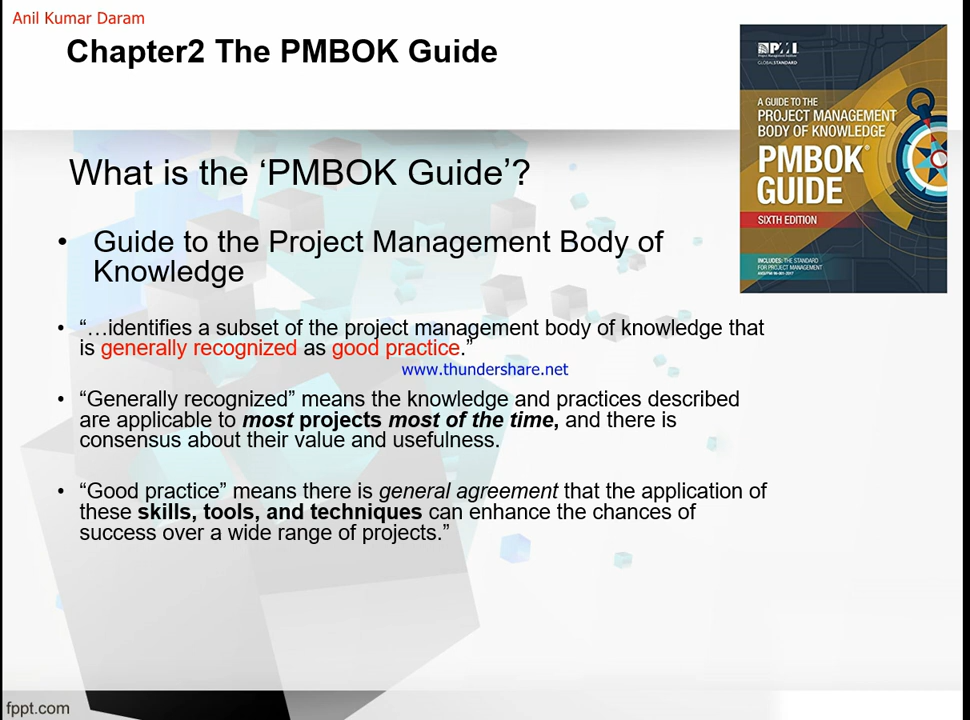 Anil Kumar Daram
Chapter2 The PMBOK Guide
PMI
Project Management Institute
GLOBAL STANDARD
A GUIDE TO THE
PROJECT MANAGEMENT
BODY OF KNOWLEDGE
PMBOK®
GUIDE
SIXTH EDITION
INCLUDES: THE STANDARD
FOR PROJECT MANAGEMENT
What is the ‘PMBOK Guide’?
• Guide to the Project Management Body of
Knowledge
• “…identifies a subset of the project management body of knowledge that
is generally recognized as good practice.”
www.thundershare.net
• “Generally recognized” means the knowledge and practices described
are applicable to most projects most of the time, and there is
consensus about their value and usefulness.
• “Good practice” means there is general agreement that the application of
these skills, tools, and techniques can enhance the chances of
success over a wide range of projects.”
fppt.com